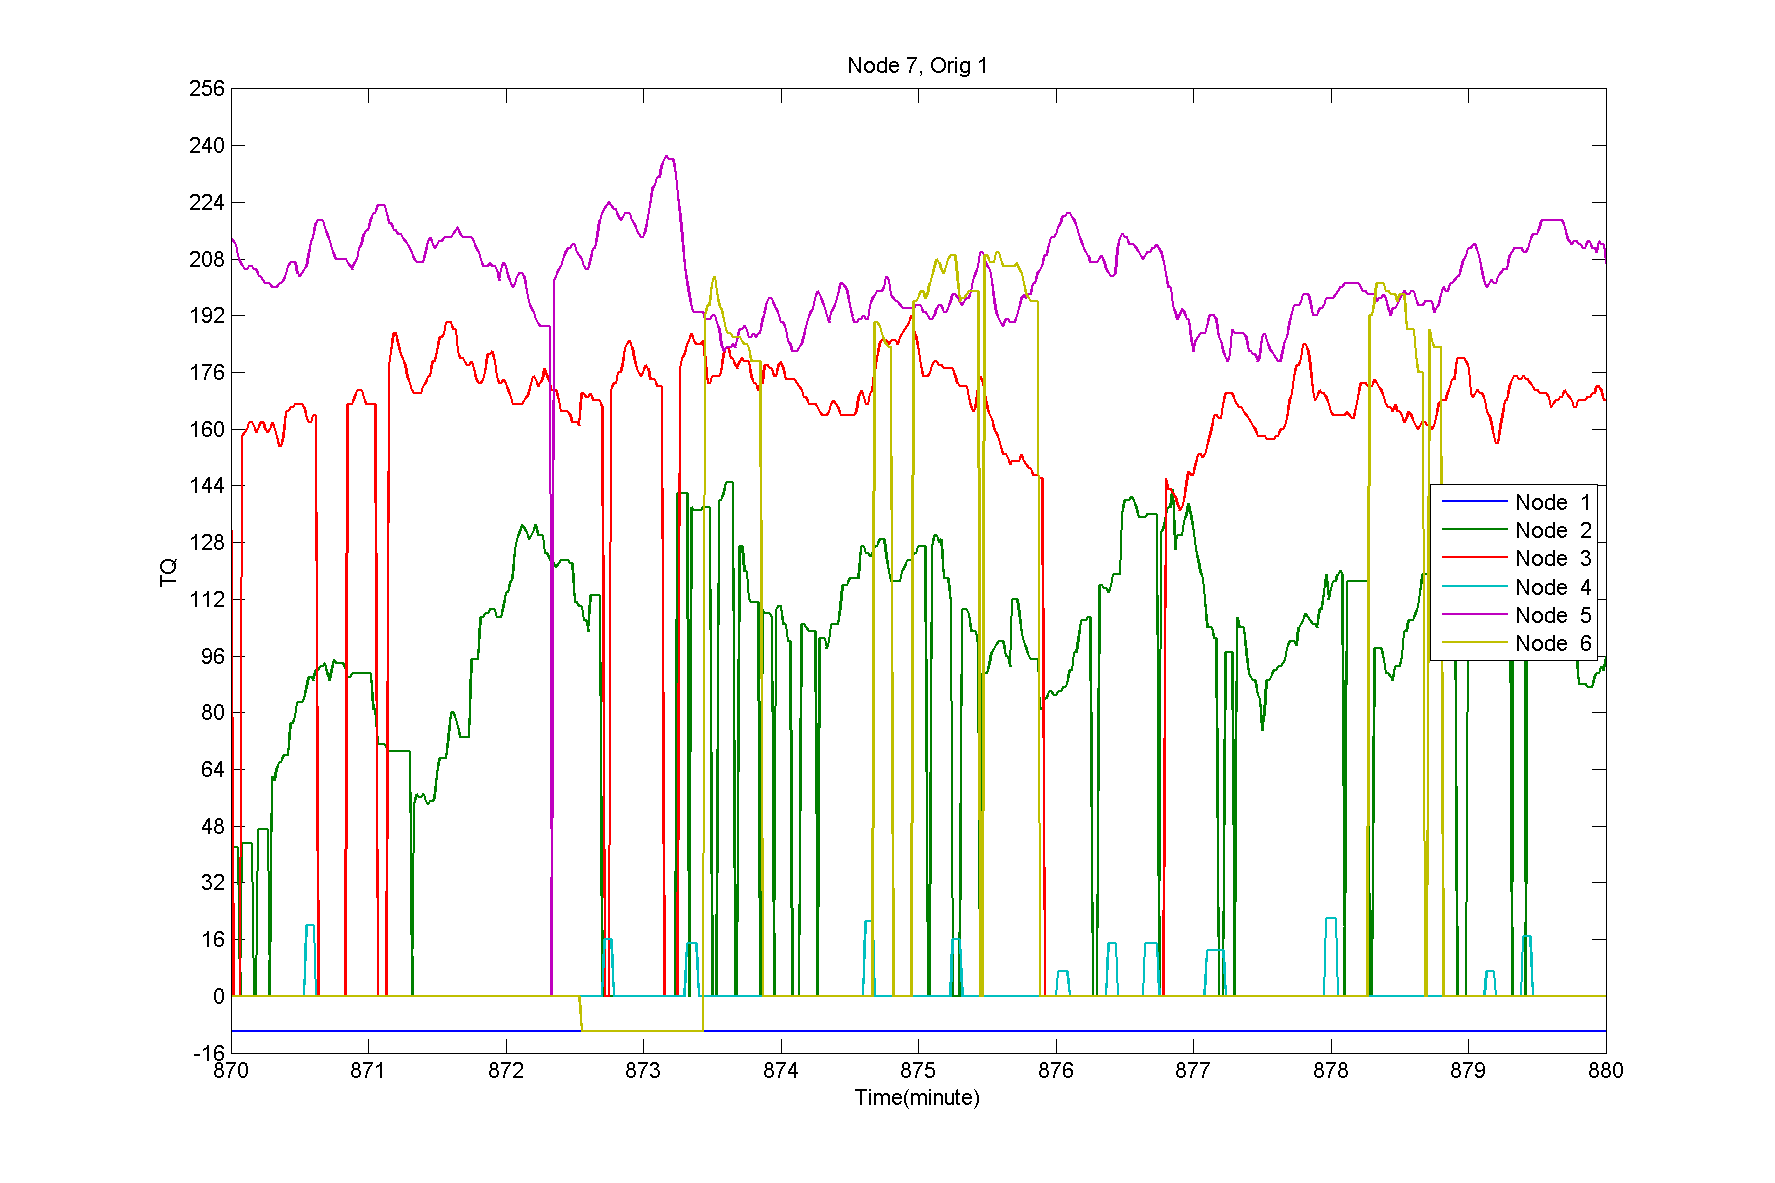 Node 7, Orig 1
256
240
224
208
192
176
160
144
128
112
96
80
64
48
32
16
0
-16
TQ
Node 1
Node 2
Node 3
Node 4
Node 5
Node 6
870 871 872 873 874 875 876 877 878 879 880
Time(minute)